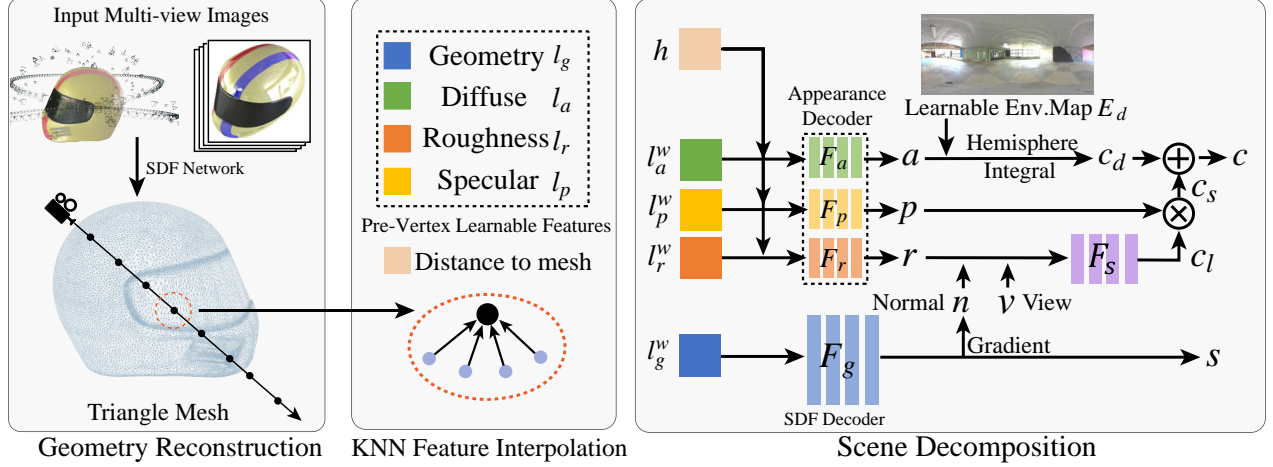 Input Multi-view Images
SDF Network
Triangle Mesh
Geometry Reconstruction
Geometry l_g
Diffuse l_a
Roughness l_r
Specular l_p
Pre-Vertex Learnable Features
Distance to mesh
KNN Feature Interpolation
h
Learnable Env.Map E_d
Appearance
Decoder
l_a^w
F_a
a
Hemisphere
Integral
c_d
c
c_s
l_p^w
F_p
p
l_r^w
F_r
r
F_s
c_l
Normal n
v View
l_g^w
F_g
Gradient
s
SDF Decoder
Scene Decomposition